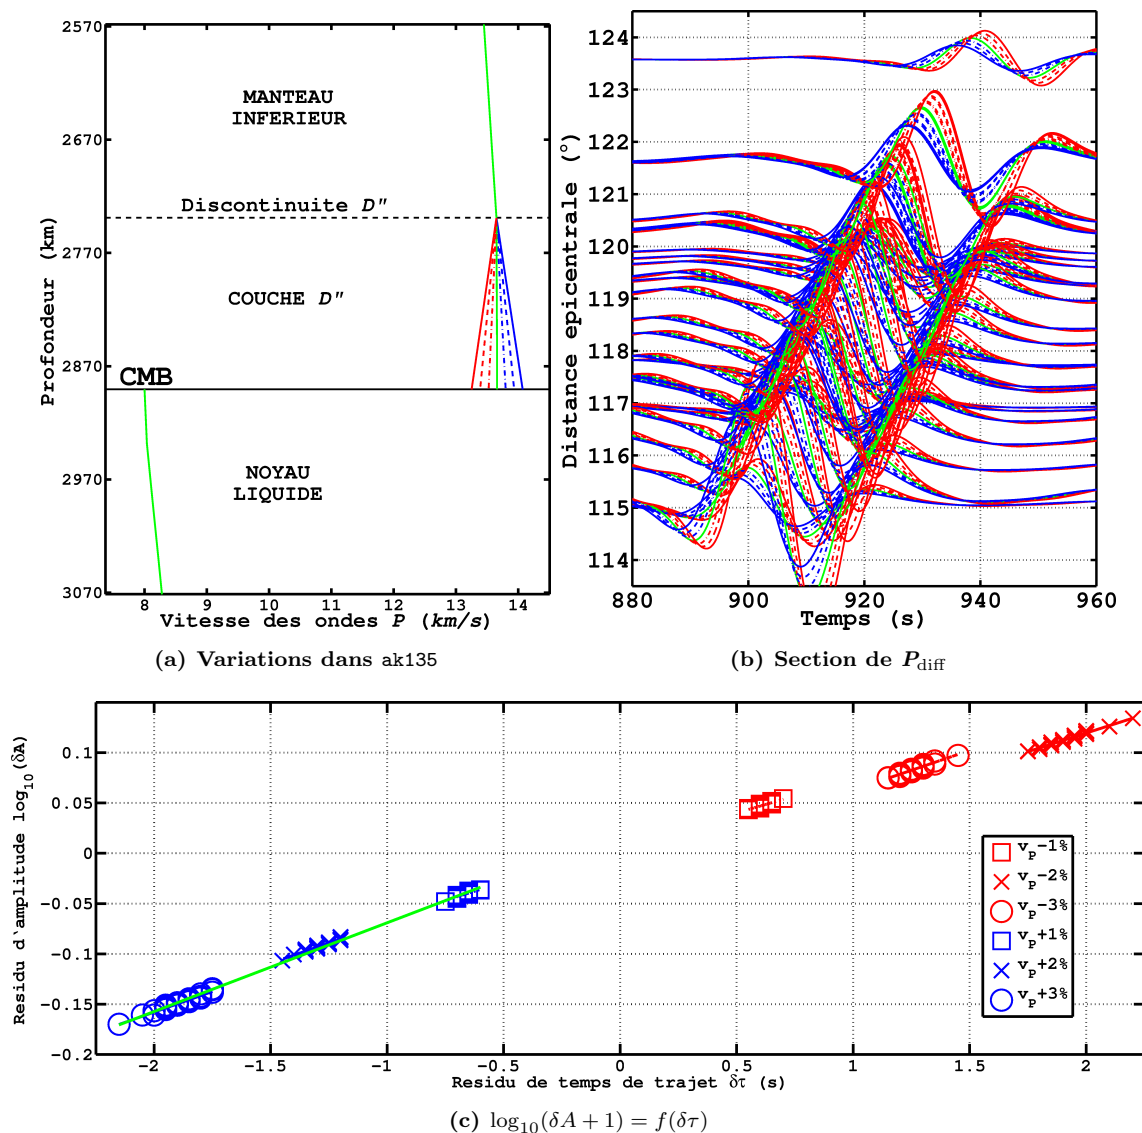 2570
2670
2770
2870
2970
3070
Profondeur (km)
MANTEAU
INFERIEUR
Discontinuite D"
COUCHE D"
CMB
NOYAU
LIQUIDE
8 9 10 11 12 13 14
Vitesse des ondes P (km/s)
(a) Variations dans ak135
124
123
122
121
120
119
118
117
116
115
114
Distance epicentrale (°)
880 900 920 940 960
Temps (s)
(b) Section de Pdiff
0.1
0.05
0
−0.05
−0.1
−0.15
−0.2
Residu d`amplitude log10(δA)
vP−1%
vP−2%
vP−3%
vP+1%
vP+2%
vP+3%
−2 −1.5 −1 −0.5 0 0.5 1 1.5 2
Residu de temps de trajet δτ (s)
(c) log10(δA + 1) = f(δτ)